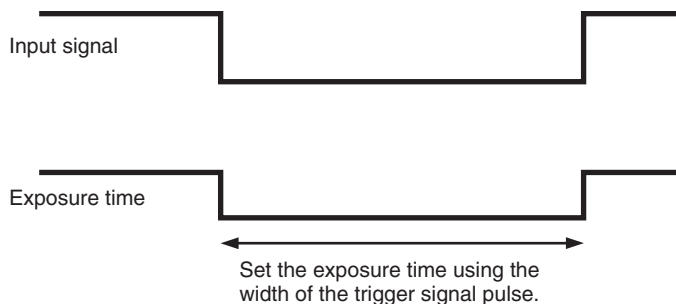 Input signal
Exposure time
Set the exposure time using the
width of the trigger signal pulse.